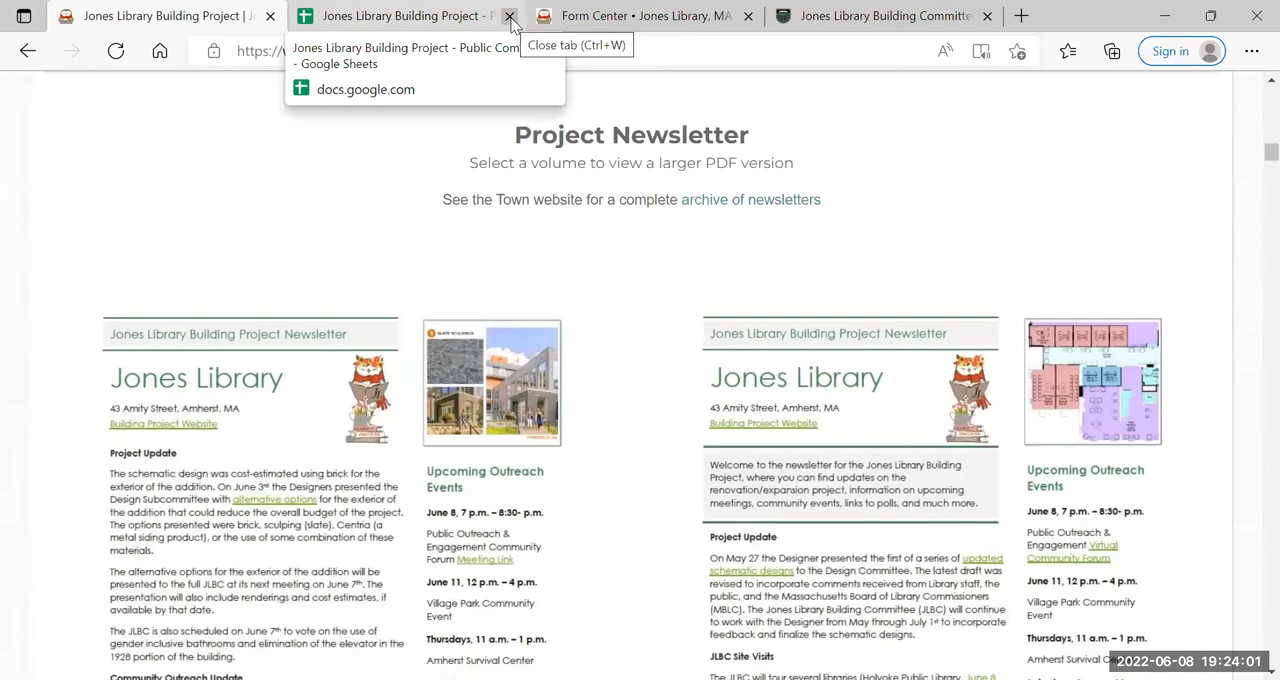 Jones Library Building Project | J
Jones Library Building Project - P
Form Center • Jones Library, MA
Jones Library Building Committe
https://
Sign in
Jones Library Building Project - Public Com
- Google Sheets
docs.google.com
Close tab (Ctrl+W)
Project Newsletter
Select a volume to view a larger PDF version
See the Town website for a complete archive of newsletters
Jones Library Building Project Newsletter
Jones Library
43 Amity Street, Amherst, MA
Building Project Website
Project Update
The schematic design was cost-estimated using brick for the
exterior of the addition. On June 3rd the Designers presented the
Design Subcommittee with alternative options for the exterior of
the addition that could reduce the overall budget of the project.
The options presented were brick, sculping (slate), Centria (a
metal siding product), or the use of some combination of these
materials.
The alternative options for the exterior of the addition will be
presented to the full JLBC at its next meeting on June 7th. The
presentation will also include renderings and cost estimates, if
available by that date.
The JLBC is also scheduled on June 7th to vote on the use of
gender inclusive bathrooms and elimination of the elevator in the
1928 portion of the building.
Community Outreach Update
Upcoming Outreach
Events
June 8, 7 p.m. – 8:30- p.m.
Public Outreach &
Engagement Community
Forum Meeting Link
June 11, 12 p.m. – 4 p.m.
Village Park Community
Event
Thursdays, 11 a.m. – 1 p.m.
Amherst Survival Center
Jones Library Building Project Newsletter
Jones Library
43 Amity Street, Amherst, MA
Building Project Website
Welcome to the newsletter for the Jones Library Building
Project, where you can find updates on the
renovation/expansion project, information on upcoming
meetings, community events, links to polls, and much more.
Project Update
On May 27 the Designer presented the first of a series of updated
schematic designs to the Design Committee. The latest draft was
revised to incorporate comments received from Library staff, the
public, and the Massachusetts Board of Library Commissioners
(MBLC). The Jones Library Building Committee (JLBC) will continue
to work with the Designer from May through July 1st to incorporate
feedback and finalize the schematic designs.
JLBC Site Visits
The JLBC will tour several libraries (Holyoke Public Library, June 8
Upcoming Outreach
Events
June 8, 7 p.m. – 8:30- p.m.
Public Outreach &
Engagement Virtual
Community Forum
June 11, 12 p.m. – 4 p.m.
Village Park Community
Event
Thursdays, 11 a.m. – 1 p.m.
Amherst Survival Ce
2022-06-08 19:24:01